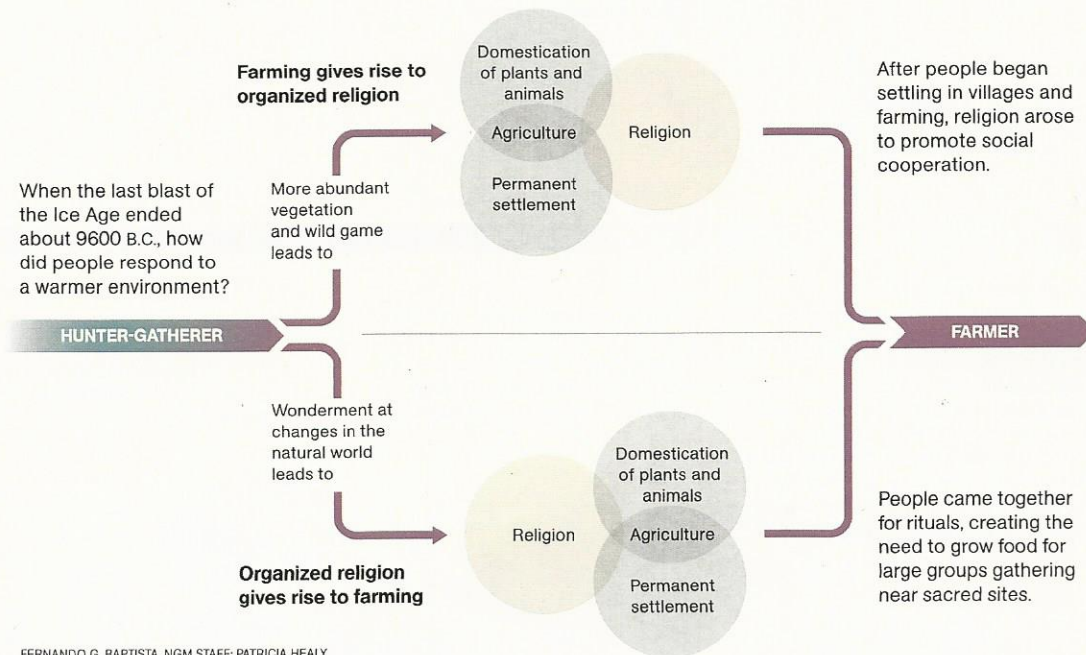 Farming gives rise to
organized religion
Domestication
of plants and
animals
Agriculture
Permanent
settlement
Religion
After people began
settling in villages and
farming, religion arose
to promote social
cooperation.
When the last blast of
the Ice Age ended
about 9600 B.C., how
did people respond to
a warmer environment?
More abundant
vegetation
and wild game
leads to
HUNTER-GATHERER
FARMER
Wonderment at
changes in the
natural world
leads to
Organized religion
gives rise to farming
Religion
Domestication
of plants and
animals
Agriculture
Permanent
settlement
People came together
for rituals, creating the
need to grow food for
large groups gathering
near sacred sites.
FERNANDO G. BAPTISTA, NGM STAFF; PATRICIA HEALY